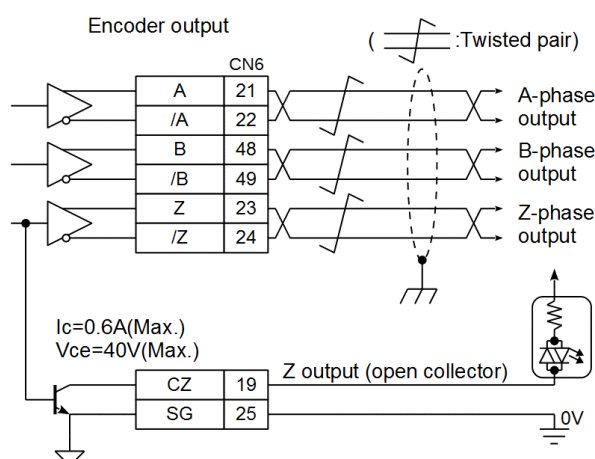 Encoder output
( :Twisted pair)
CN6
A 21
/A 22
B 48
/B 49
Z 23
/Z 24
A-phase
output
B-phase
output
Z-phase
output
Ic=0.6A(Max.)
Vce=40V(Max.)
CZ 19
SG 25
Z output (open collector)
0V